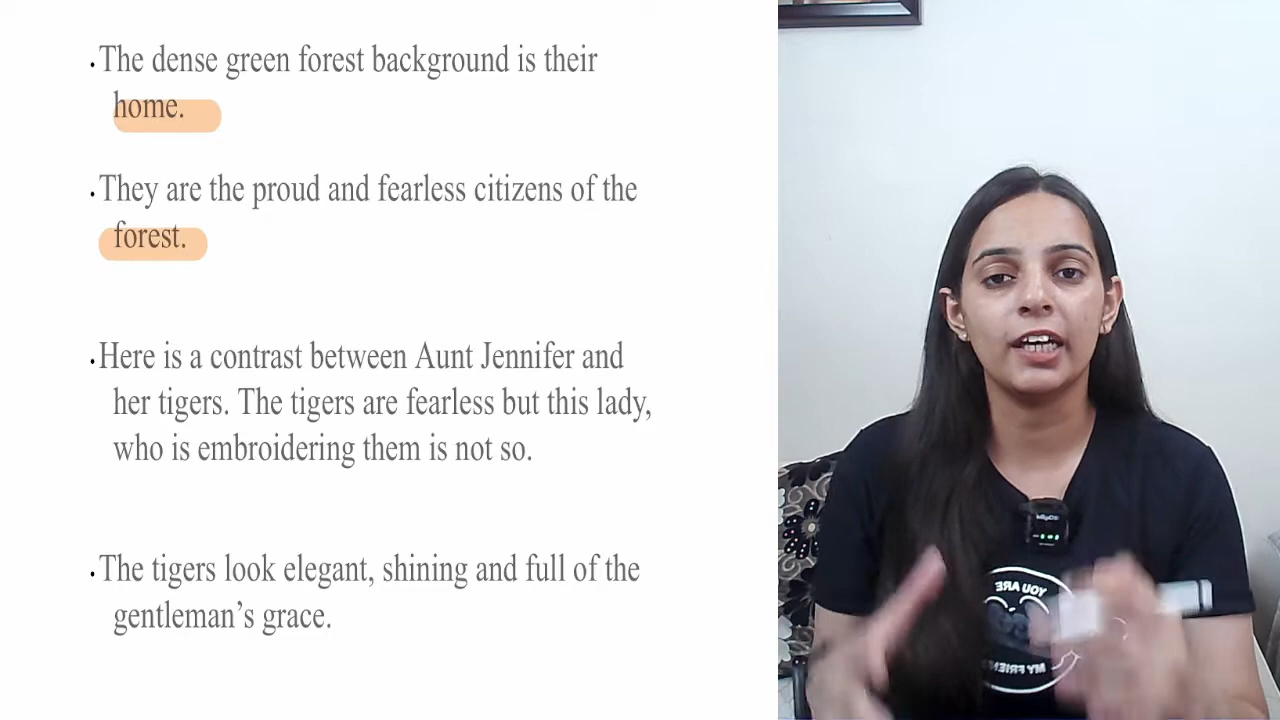 .The dense green forest background is their
home.
.They are the proud and fearless citizens of the
forest.
.Here is a contrast between Aunt Jennifer and
her tigers. The tigers are fearless but this lady,
who is embroidering them is not so.
.The tigers look elegant, shining and full of the
gentleman’s grace.
YOU ARE
MY FRIEN